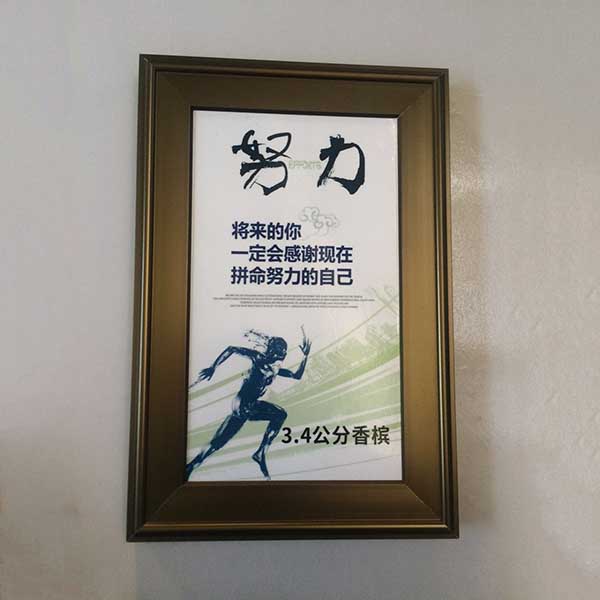 努力
EFFORTS
将来的你
一定会感谢现在
拼命努力的自己
3.4公分香槟